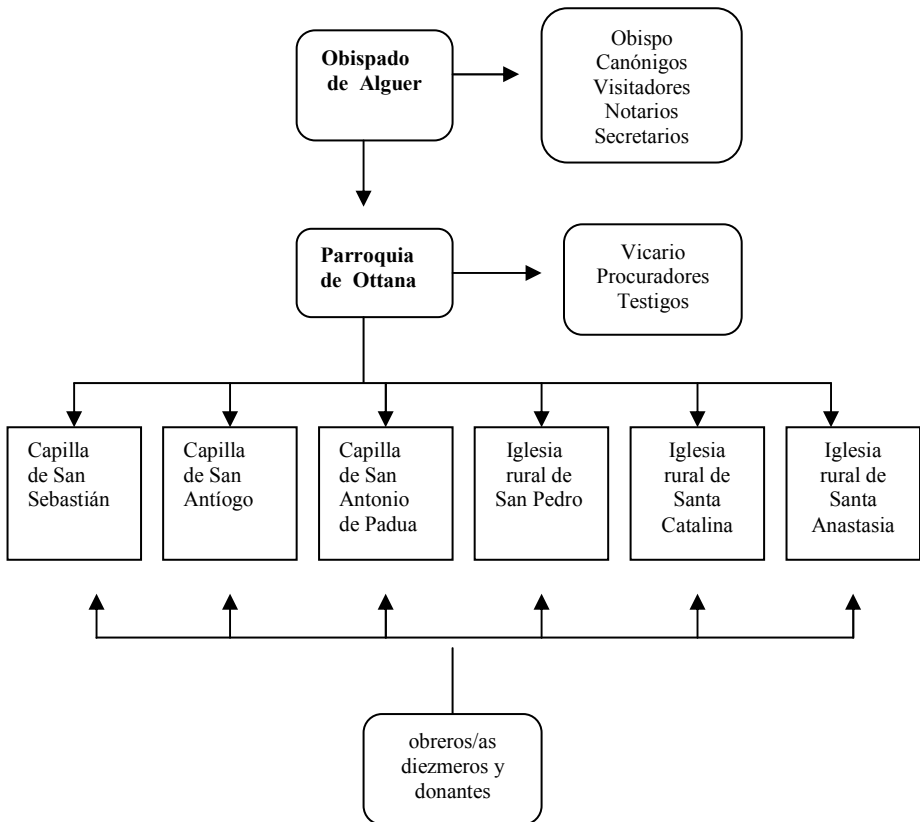 Obispado
de Alguer
Obispo
Canónigos
Visitadores
Notarios
Secretarios
Parroquia
de Ottana
Vicario
Procuradores
Testigos
Capilla
de San
Sebastián
Capilla
de San
Antíogo
Capilla
de San
Antonio
de Padua
Iglesia
rural de
San Pedro
Iglesia
rural de
Santa
Catalina
Iglesia
rural de
Santa
Anastasia
obreros/as
diezmeros y
donantes